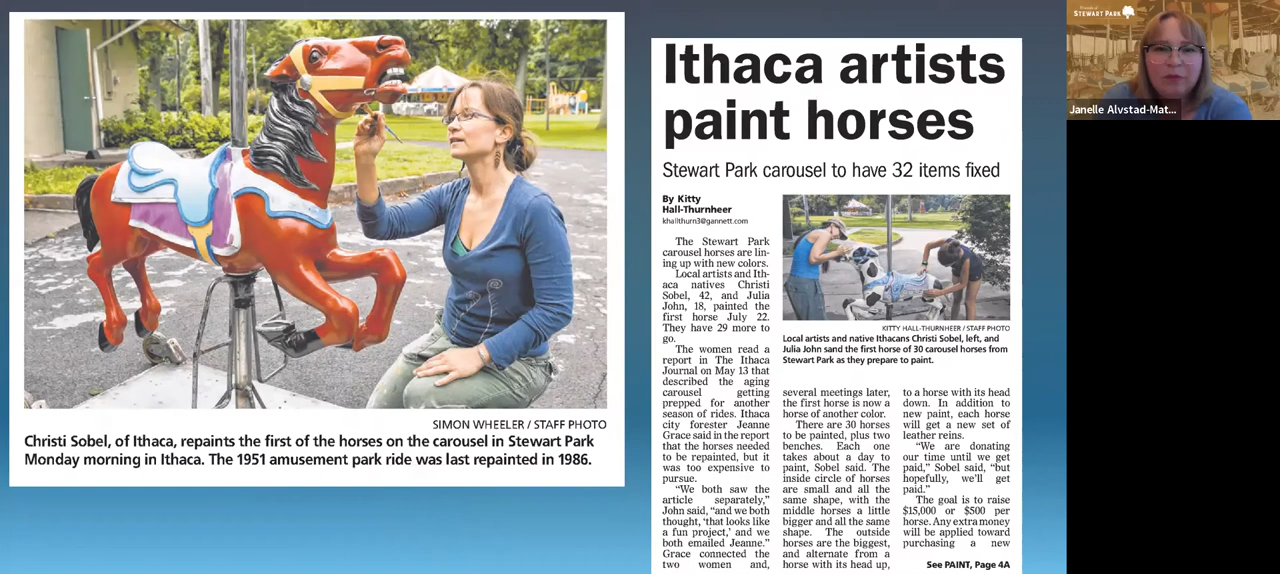 SIMON WHEELER / STAFF PHOTO
Christi Sobel, of Ithaca, repaints the first of the horses on the carousel in Stewart Park
Monday morning in Ithaca. The 1951 amusement park ride was last repainted in 1986.
Ithaca artists
paint horses
Stewart Park carousel to have 32 items fixed
By Kitty
Hall-Thurnheer
khallthurn3@gannett.com
The Stewart Park
carousel horses are lin-
ing up with new colors.
Local artists and Ith-
aca natives Christi
Sobel, 42, and Julia
John, 18, painted the
first horse July 22.
They have 29 more to
go.
The women read a
report in The Ithaca
Journal on May 13 that
described the aging
carousel getting
prepped for another
season of rides. Ithaca
city forester Jeanne
Grace said in the report
that the horses needed
to be repainted, but it
was too expensive to
pursue.
“We both saw the
article separately,”
John said, “and we both
thought, ‘that looks like
a fun project,’ and we
both emailed Jeanne.”
Grace connected the
two women and,
KITTY HALL-THURNHEER / STAFF PHOTO
Local artists and native Ithacans Christi Sobel, left, and
Julia John sand the first horse of 30 carousel horses from
Stewart Park as they prepare to paint.
several meetings later,
the first horse is now a
horse of another color.
There are 30 horses
to be painted, plus two
benches. Each one
takes about a day to
paint, Sobel said. The
inside circle of horses
are small and all the
same shape, with the
middle horses a little
bigger and all the same
shape. The outside
horses are the biggest,
and alternate from a
horse with its head up,
to a horse with its head
down. In addition to
new paint, each horse
will get a new set of
leather reins.
“We are donating
our time until we get
paid,” Sobel said, “but
hopefully, we’ll get
paid.”
The goal is to raise
$15,000 or $500 per
horse. Any extra money
will be applied toward
purchasing a new
See PAINT, Page 4A
Friends of
STEWART PARK
Janelle Alvstad-Mat...